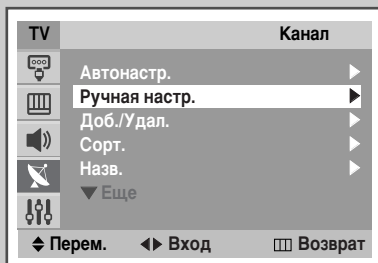 TV Канал
Автонастр.
Ручная настр.
Доб./Удал.
Сорт.
Назв.
Еще
Перем. Вход Возврат